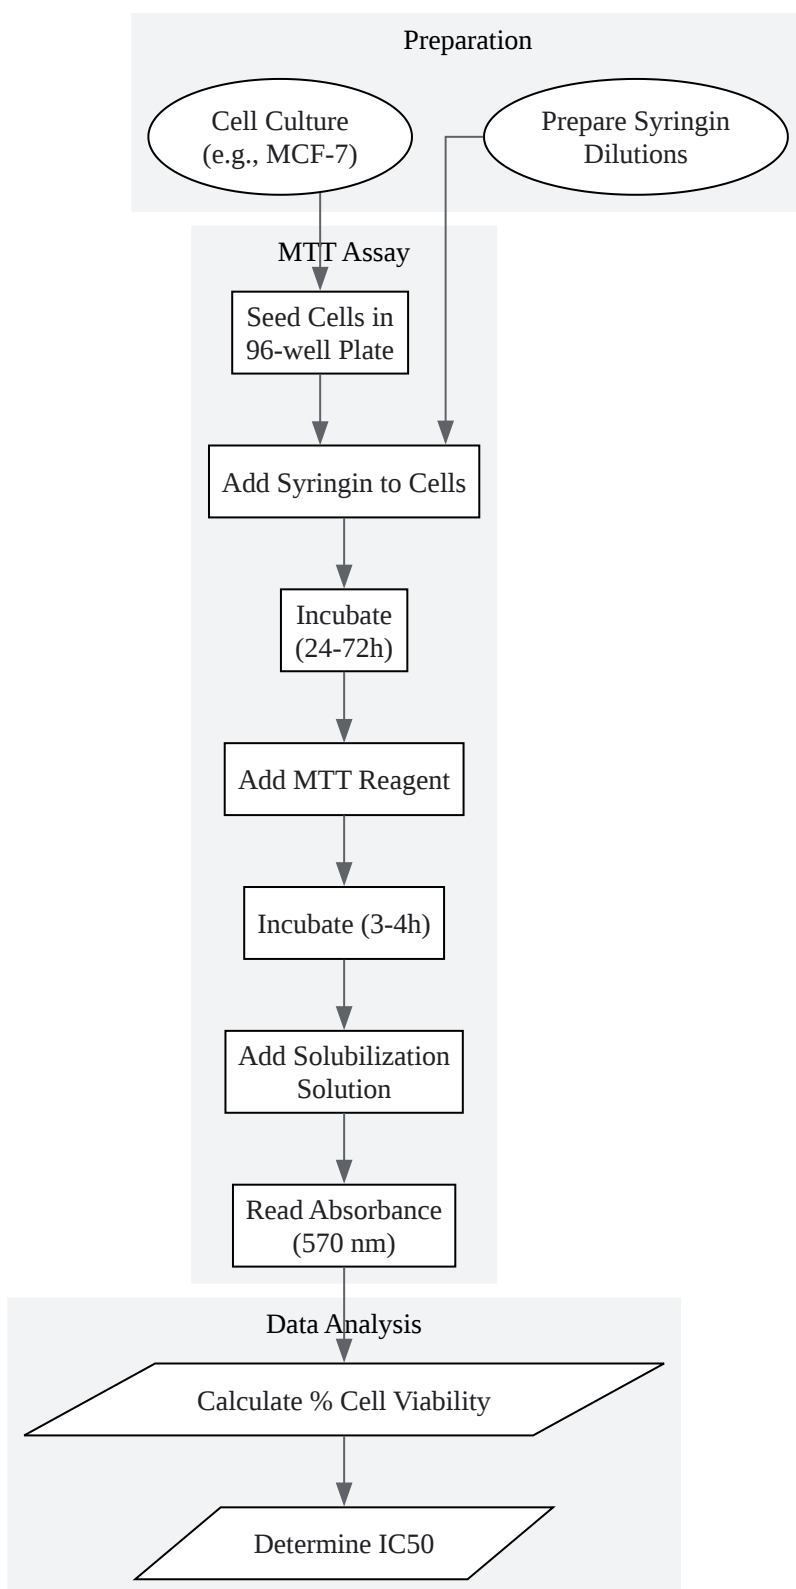 Preparation
Cell Culture
(e.g., MCF-7)
Prepare Syringin
Dilutions
MTT Assay
Seed Cells in
96-well Plate
Add Syringin to Cells
Incubate
(24-72h)
Add MTT Reagent
Incubate (3-4h)
Add Solubilization
Solution
Read Absorbance
(570 nm)
Data Analysis
Calculate % Cell Viability
Determine IC50